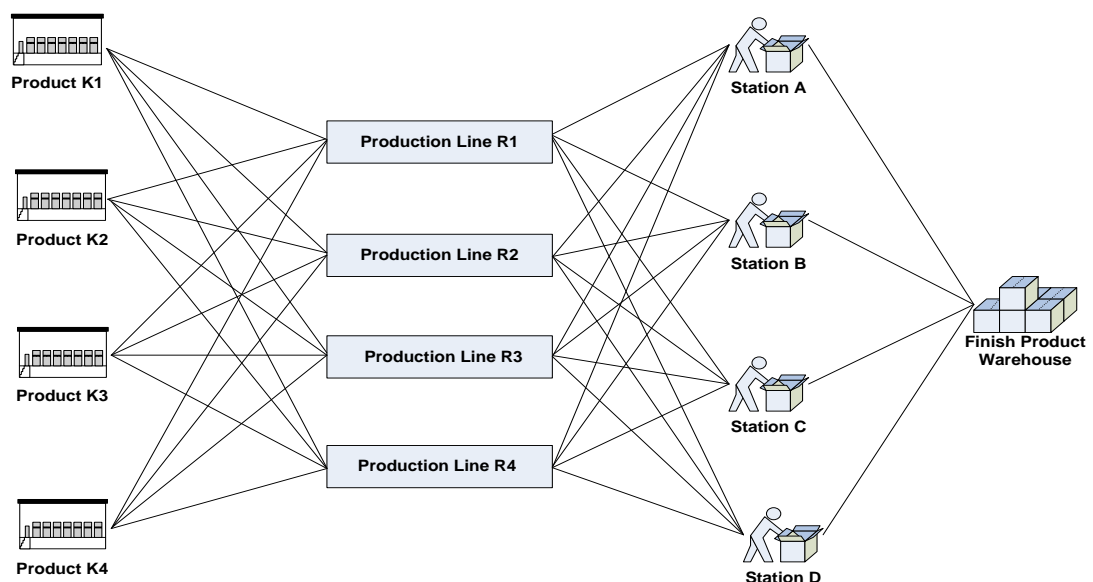 Product K1
Product K2
Product K3
Product K4
Production Line R1
Production Line R2
Production Line R3
Production Line R4
Station A
Station B
Station C
Station D
Finish Product
Warehouse